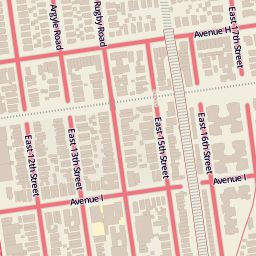 Argyle Road
Rugby Road
East 17th Street
Avenue H
East 12th Street
East 13th Street
East 15th Street
East 16th Street
Avenue I
Avenue I